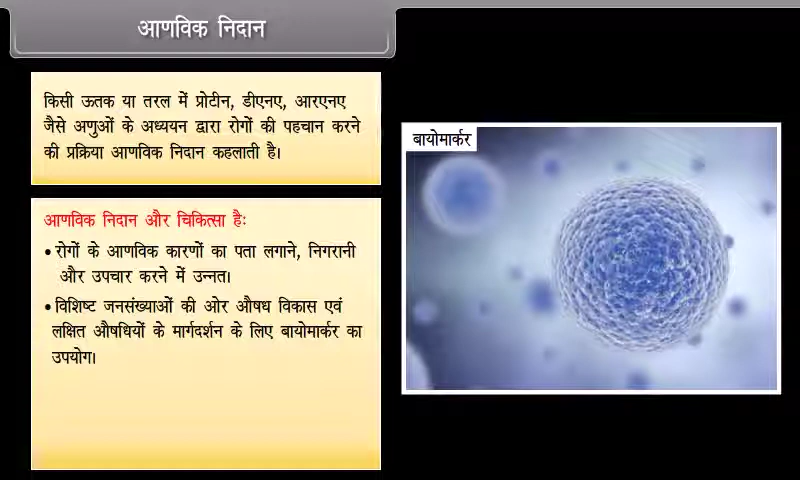 आणविक निदान
किसी ऊतक या तरल में प्रोटीन, डीएनए, आरएनए
जैसे अणुओं के अध्ययन द्वारा रोगों की पहचान करने
की प्रक्रिया आणविक निदान कहलाती है।
आणविक निदान और चिकित्सा है:
• रोगों के आणविक कारणों का पता लगाने, निगरानी
और उपचार करने में उन्नत।
• विशिष्ट जनसंख्याओं की ओर औषध विकास एवं
लक्षित औषधियों के मार्गदर्शन के लिए बायोमार्कर का
उपयोग।
बायोमार्कर